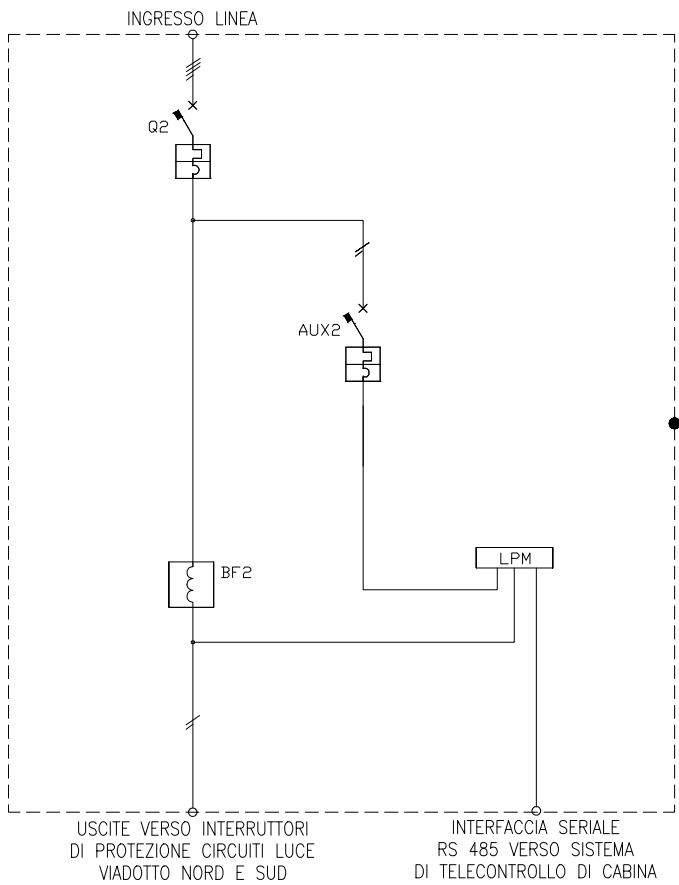 INGRESSO LINEA
Q2
AUX2
BF2
LPM
USCITE VERSO INTERRUTTORI
DI PROTEZIONE CIRCUITI LUCE
VIADOTTO NORD E SUD
INTERFACCIA SERIALE
RS 485 VERSO SISTEMA
DI TELECONTROLLO DI CABINA